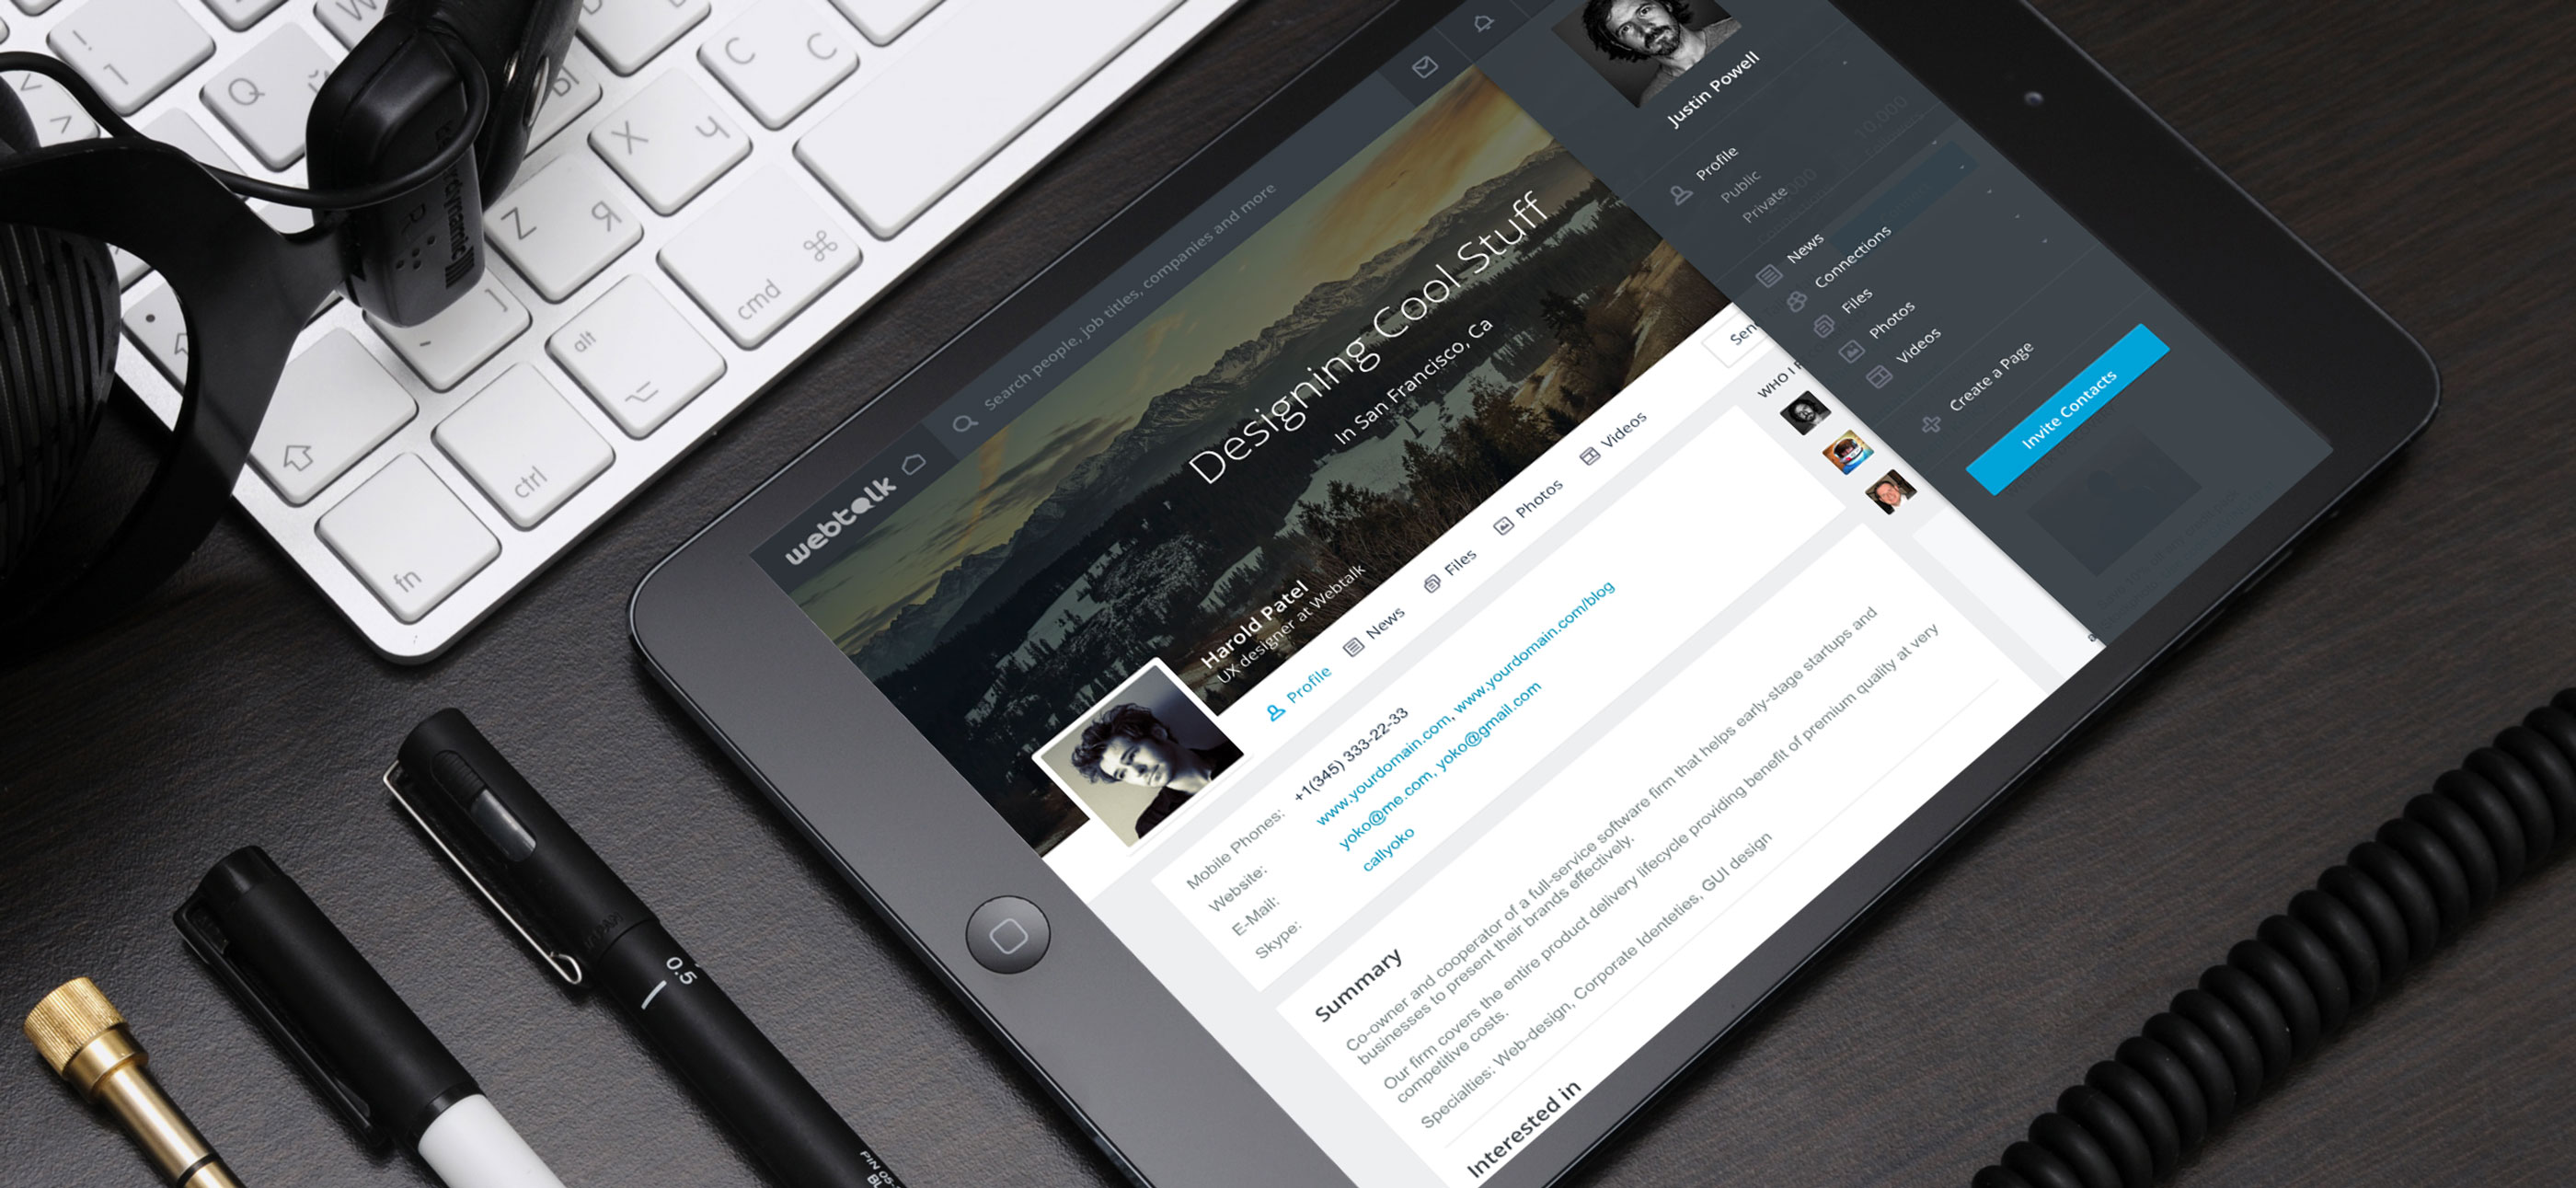 webtalk
Search people, job titles, companies and more
Designing Cool Stuff
In San Francisco, Ca
Harold Patel
UX designer at Webtalk
Profile
News
Files
Photos
Videos
Mobile Phones: +1(345) 333-22-33
Website: www.yourdomain.com, www.yourdomain.com/blog
E-Mail: yoko@me.com, yoko@gmail.com
Skype: callyoko
Summary
Co-owner and cooperator of a full-service software firm that helps early-stage startups and
businesses to present their brands effectively.
Our firm covers the entire product delivery lifecycle providing benefit of premium quality at very
competitive costs.
Specialties: Web-design, Corporate Identeties, GUI design
Interested in
WHO I
Justin Powell
Profile
Public
Private
News
Connections
Files
Photos
Videos
Create a Page
Invite Contacts
10,000
! 1
Q
C C
X Ч
Z Я
Ы
cmd ⌘
alt
ctrl
fn
R
0.5
PIN 05-